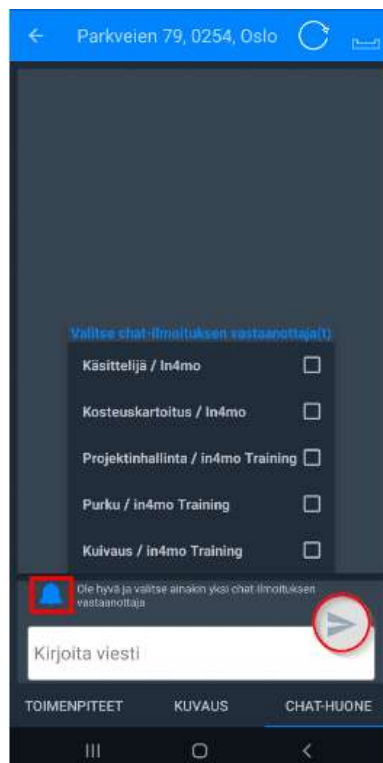 Parkveien 79, 0254, Oslo
Valitse chat-ilmoituksen vastaanottaja(t)
Käsittelijä / In4mo
Kosteuskartoitus / In4mo
Projektinhallinta / in4mo Training
Purku / in4mo Training
Kuivaus / in4mo Training
Ole hyvä ja valitse ainakin yksi chat-ilmoituksen
vastaanottaja
Kirjoita viesti
TOIMENPITEET KUVAUS CHAT-HUONE